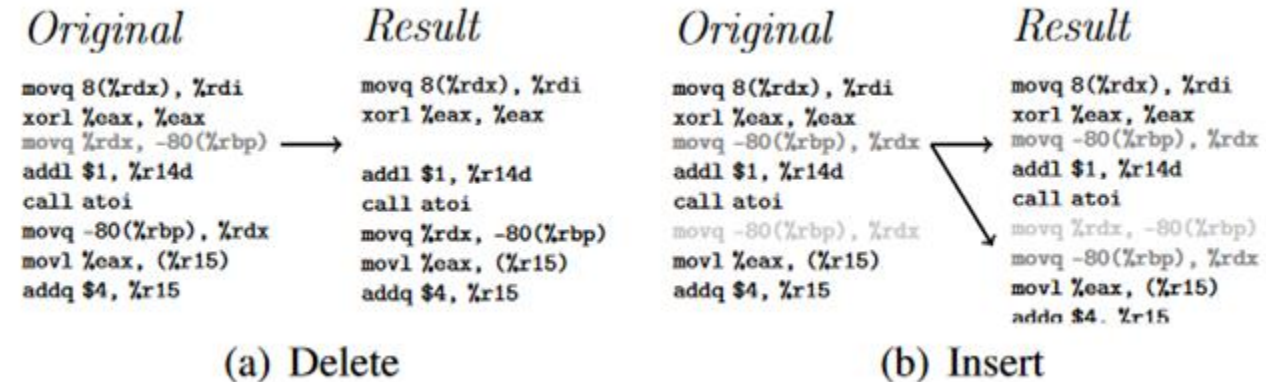 Original
movq 8(%rdx), %rdi
xorl %eax, %eax
movq %rdx, -80(%rbp)
addl $1, %r14d
call atoi
movq -80(%rbp), %rdx
movl %eax, (%r15)
addq $4, %r15
Result
movq 8(%rdx), %rdi
xorl %eax, %eax
addl $1, %r14d
call atoi
movq %rdx, -80(%rbp)
movl %eax, (%r15)
addq $4, %r15
(a) Delete
Original
movq 8(%rdx), %rdi
xorl %eax, %eax
movq -80(%rbp), %rdx
addl $1, %r14d
call atoi
movq -80(%rbp), %rdx
movl %eax, (%r15)
addq $4, %r15
Result
movq 8(%rdx), %rdi
xorl %eax, %eax
movq -80(%rbp), %rdx
addl $1, %r14d
call atoi
movq %rdx, -80(%rbp)
movq -80(%rbp), %rdx
movl %eax, (%r15)
addq $4, %r15
(b) Insert